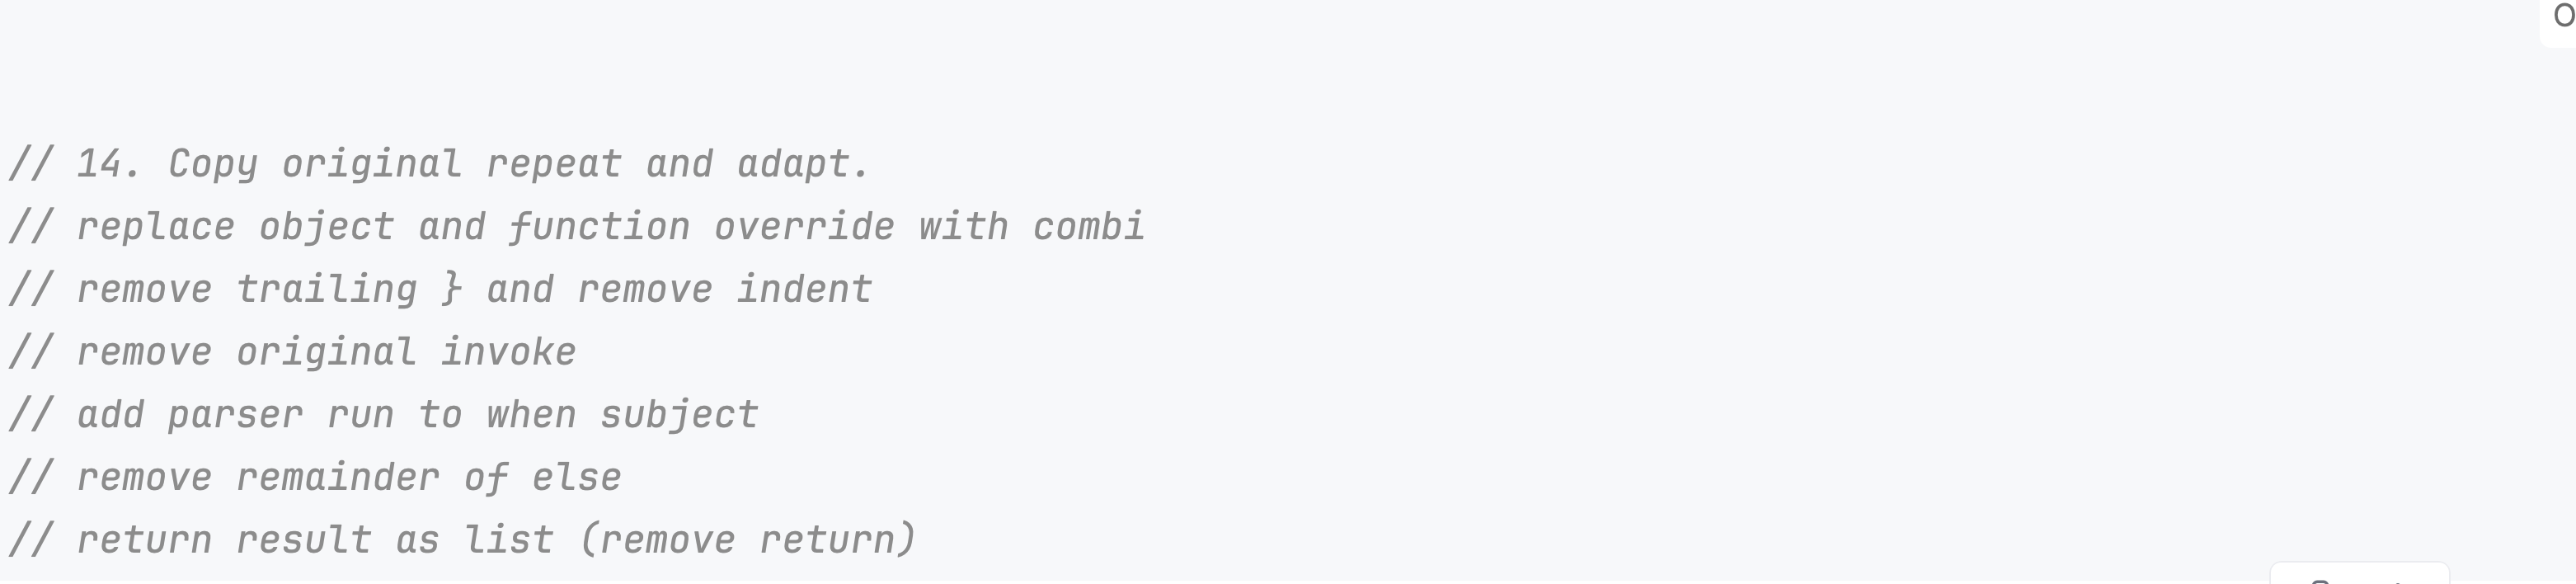 // 14. Copy original repeat and adapt.
// replace object and function override with combi
// remove trailing } and remove indent
// remove original invoke
// add parser run to when subject
// remove remainder of else
// return result as list (remove return)